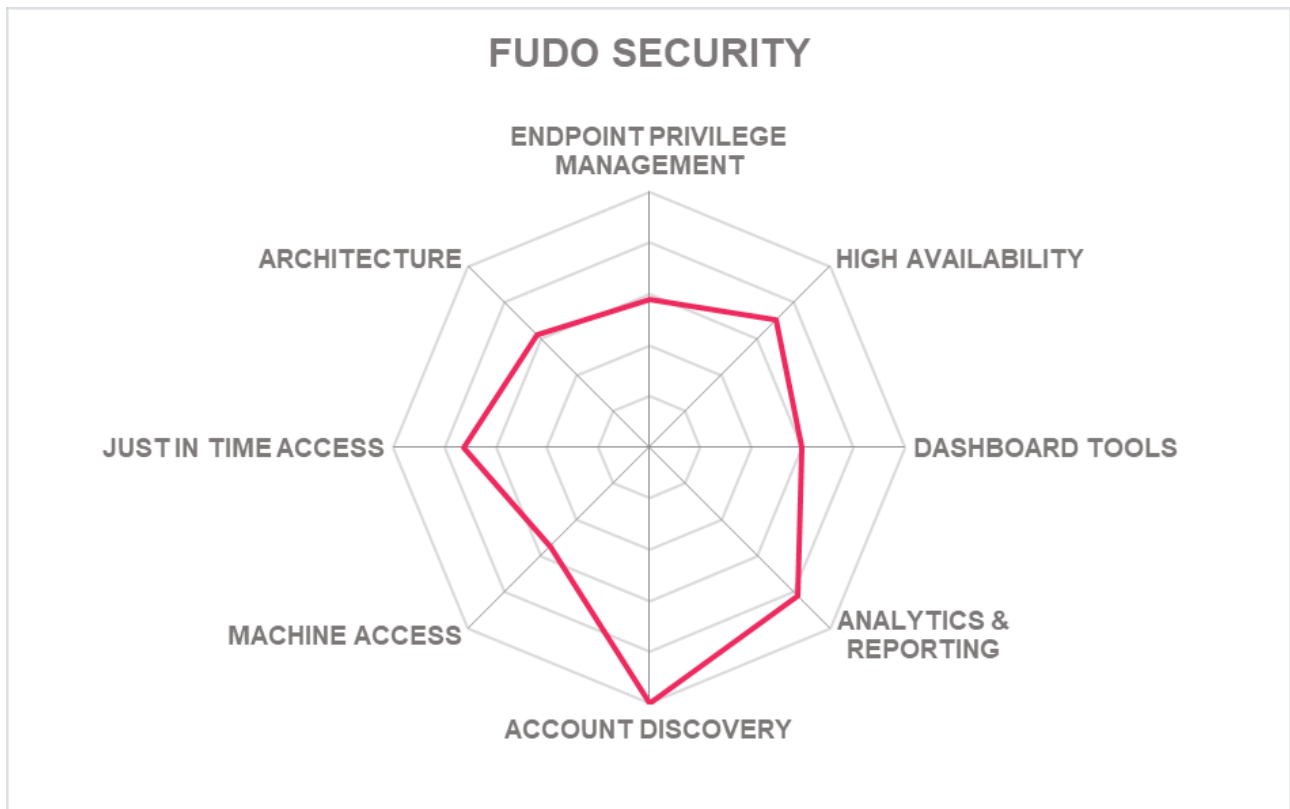 FUDO SECURITY
ENDPOINT PRIVILEGE
MANAGEMENT
ARCHITECTURE
HIGH AVAILABILITY
JUST IN TIME ACCESS
DASHBOARD TOOLS
MACHINE ACCESS
ANALYTICS &
REPORTING
ACCOUNT DISCOVERY